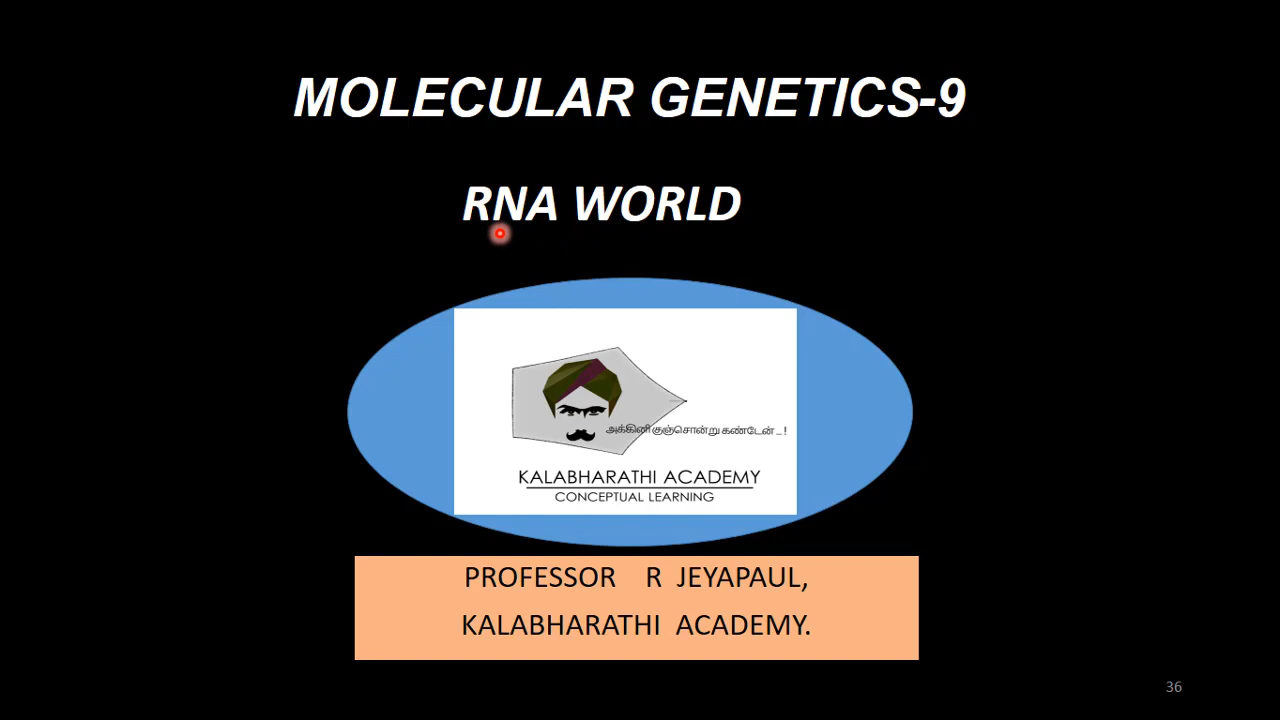 MOLECULAR GENETICS-9
RNA WORLD
அக்கினி குஞ்சொன்று கண்டேன் ...!
KALABHARATHI ACADEMY
CONCEPTUAL LEARNING
PROFESSOR R JEYAPAUL,
KALABHARATHI ACADEMY.
36